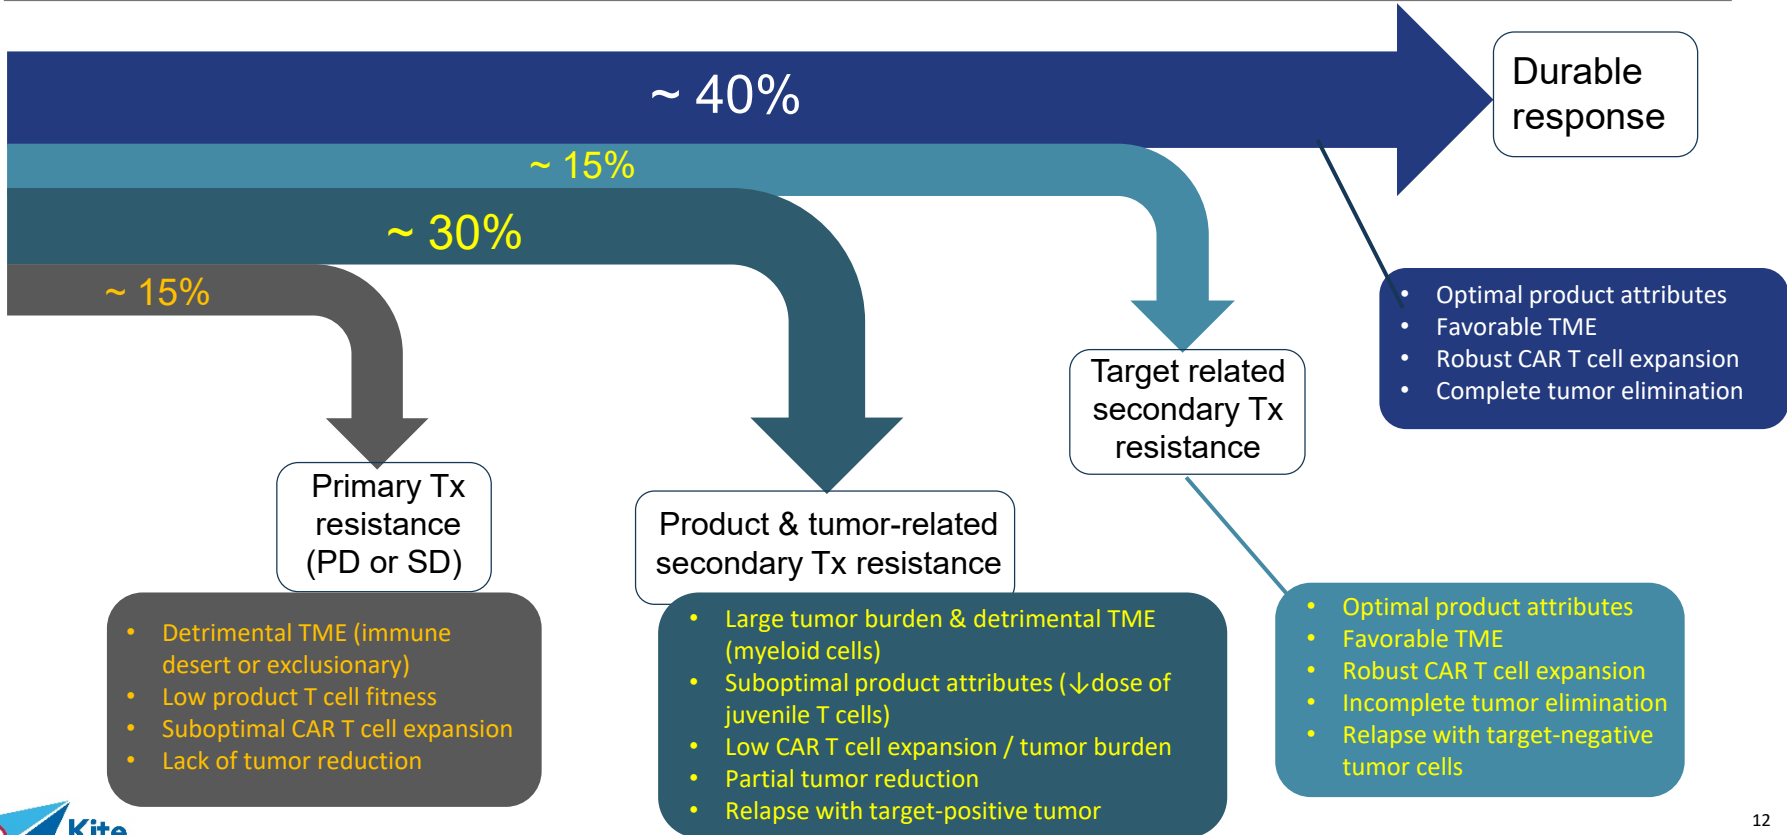 ~ 40%
Durable
response
~ 15%
~ 30%
~ 15%
• Optimal product attributes
• Favorable TME
• Robust CAR T cell expansion
• Complete tumor elimination
Target related
secondary Tx
resistance
Primary Tx
resistance
(PD or SD)
Product & tumor-related
secondary Tx resistance
• Detrimental TME (immune
desert or exclusionary)
• Low product T cell fitness
• Suboptimal CAR T cell expansion
• Lack of tumor reduction
• Large tumor burden & detrimental TME
(myeloid cells)
• Suboptimal product attributes (↓dose of
juvenile T cells)
• Low CAR T cell expansion / tumor burden
• Partial tumor reduction
• Relapse with target-positive tumor
• Optimal product attributes
• Favorable TME
• Robust CAR T cell expansion
• Incomplete tumor elimination
• Relapse with target-negative
tumor cells
Kite
12